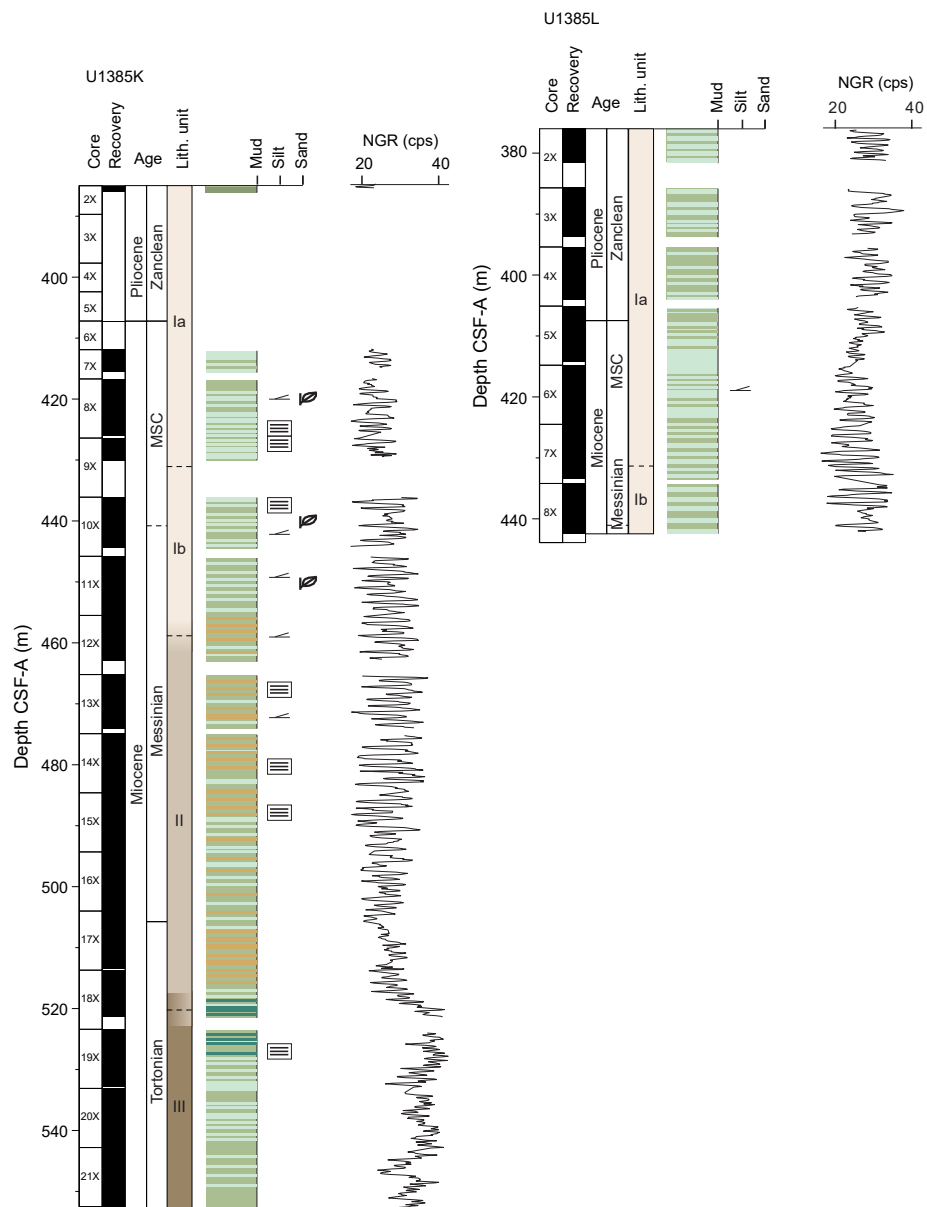 U1385K
Core
Recovery
Age
Lith. unit
Mud
Silt
Sand
NGR (cps)
20
40
Depth CSF-A (m)
400
420
440
460
480
500
520
540
2X
3X
4X
5X
6X
7X
8X
9X
10X
11X
12X
13X
14X
15X
16X
17X
18X
19X
20X
21X
Pliocene
Miocene
Zanclean
MSC
Messinian
Tortonian
Ia
Ib
II
III
U1385L
Core
Recovery
Age
Lith. unit
Mud
Silt
Sand
NGR (cps)
20
40
Depth CSF-A (m)
380
400
420
440
2X
3X
4X
5X
6X
7X
8X
Pliocene
Miocene
Zanclean
MSC
Messinian
Ia
Ib